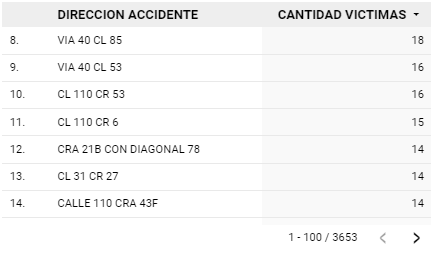 DIRECCION ACCIDENTE CANTIDAD VICTIMAS
8. VIA 40 CL 85 18
9. VIA 40 CL 53 16
10. CL 110 CR 53 16
11. CL 110 CR 6 15
12. CRA 21B CON DIAGONAL 78 14
13. CL 31 CR 27 14
14. CALLE 110 CRA 43F 14
1 - 100 / 3653